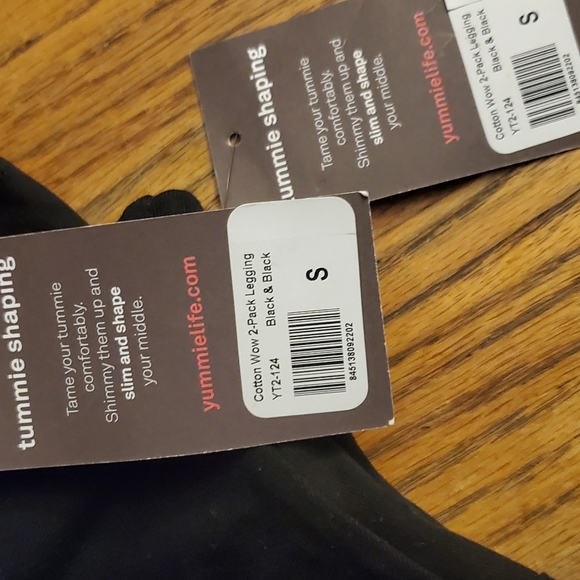 tummie shaping
Tame your tummie
comfortably.
Shimmy them up and
slim and shape
your middle.
yummielife.com
Cotton Wow 2-Pack Legging
Black & Black
YT2-124
S
845138092202
tummie shaping
Tame your tummie
comfortably.
Shimmy them up and
slim and shape
your middle.
yummielife.com
Cotton Wow 2-Pack Legging
Black & Black
YT2-124
S
845138092202